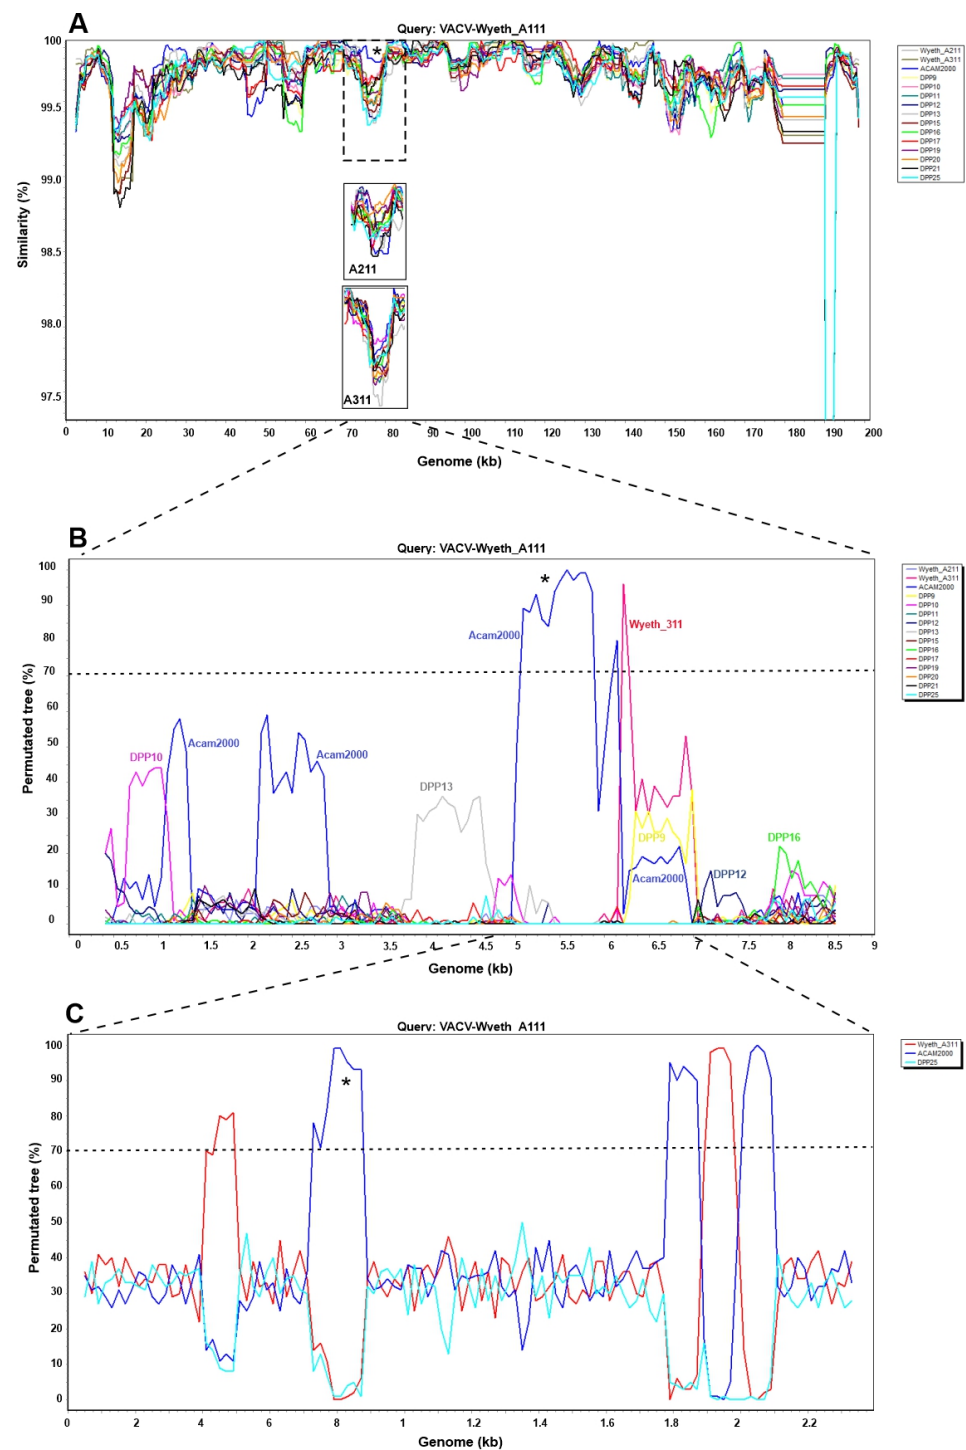 A
Query: VACV-Wyeth_A111
100
99.5
99.0
98.5
98.0
97.5
Similarity (%)
*
A211
A311
0 10 20 30 40 50 60 70 80 90 100 110 120 130 140 150 160 170 180 190 200
Genome (kb)
Wyeth_A211
Wyeth_A311
ACAM2000
DPP9
DPP10
DPP11
DPP12
DPP13
DPP15
DPP16
DPP17
DPP19
DPP20
DPP21
DPP25
B
Query: VACV-Wyeth_A111
100
90
80
70
60
50
40
30
20
10
0
Permutated tree (%)
*
Acam2000
Wyeth_311
DPP10
Acam2000
Acam2000
DPP13
DPP9
Acam2000
DPP12
DPP16
0 0.5 1 1.5 2 2.5 3 3.5 4 4.5 5 5.5 6 6.5 7 7.5 8 8.5 9
Genome (kb)
Wyeth_A211
Wyeth_A311
ACAM2000
DPP9
DPP10
DPP11
DPP12
DPP13
DPP15
DPP16
DPP17
DPP19
DPP20
DPP21
DPP25
C
Query: VACV-Wyeth A111
100
90
80
70
60
50
40
30
20
10
0
Permutated tree (%)
*
0 2 4 6 8 1 1.2 1.4 1.6 1.8 2 2.2
Genome (kb)
Wyeth_A311
ACAM2000
DPP25